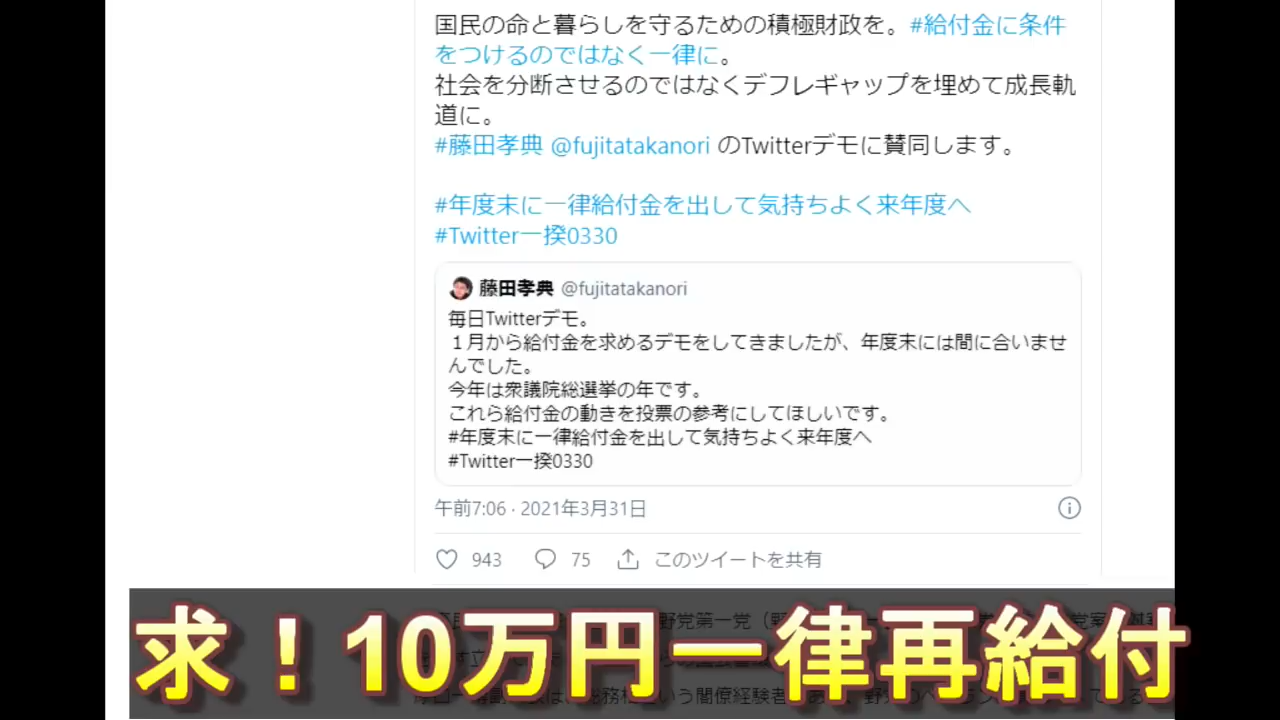 国民の命と暮らしを守るための積極財政を。#給付金に条件
をつけるのではなく一律に。
社会を分断させるのではなくデフレギャップを埋めて成長軌
道に。
#藤田孝典 @fujitatakanori のTwitterデモに賛同します。
#年度末に一律給付金を出して気持ちよく来年度へ
#Twitter一揆0330
藤田孝典 @fujitatakanori
毎日Twitterデモ。
１月から給付金を求めるデモをしてきましたが、年度末には間に合いませ
んでした。
今年は衆議院総選挙の年です。
これら給付金の動きを投票の参考にしてほしいです。
#年度末に一律給付金を出して気持ちよく来年度へ
#Twitter一揆0330
午前7:06 · 2021年3月31日
943 75 このツイートを共有
求！10万円一律再給付